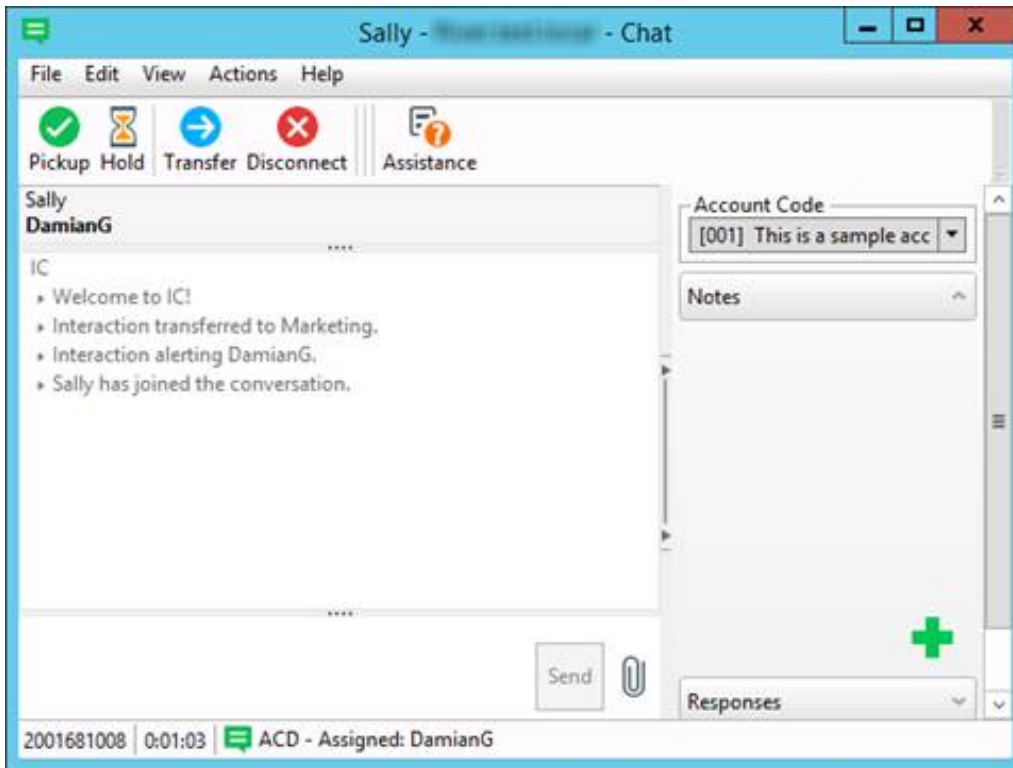 Sally - - Chat
File Edit View Actions Help
Pickup Hold Transfer Disconnect Assistance
Sally
DamianG
IC
Welcome to IC!
Interaction transferred to Marketing.
Interaction alerting DamianG.
Sally has joined the conversation.
Send
Account Code
[001] This is a sample acc
Notes
Responses
2001681008 0:01:03 ACD - Assigned: DamianG